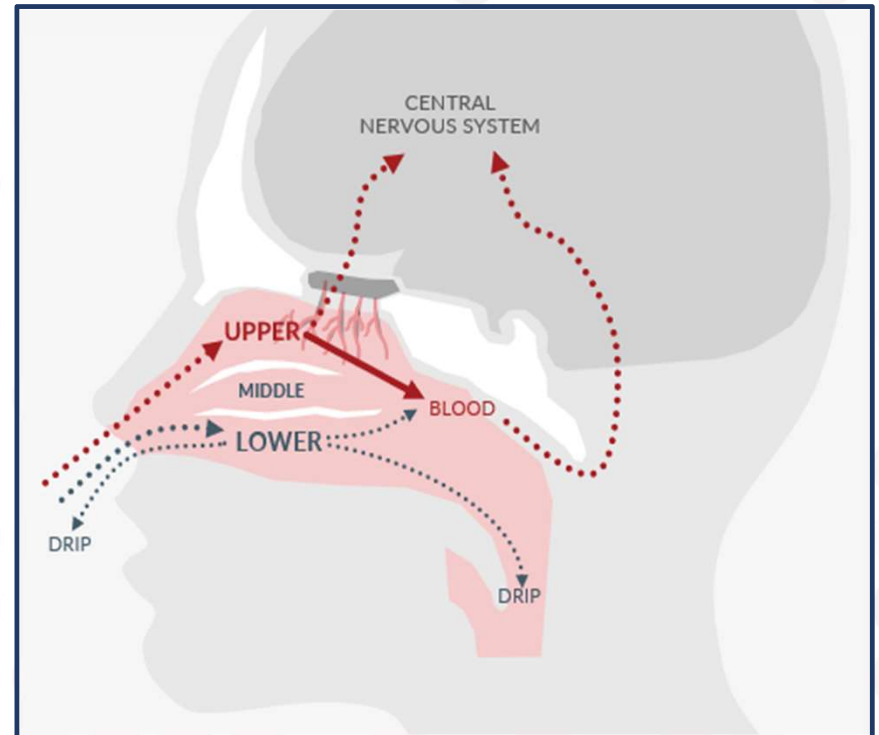 CENTRAL
NERVOUS SYSTEM
UPPER
MIDDLE
BLOOD
LOWER
DRIP
DRIP